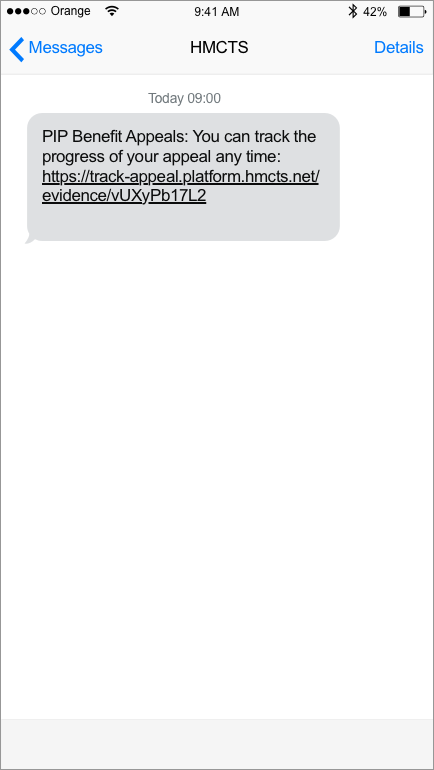 Orange 9:41 AM 42%
Messages HMCTS Details
Today 09:00
PIP Benefit Appeals: You can track the
progress of your appeal any time:
https://track-appeal.platform.hmcts.net/
evidence/vUXyPb17L2